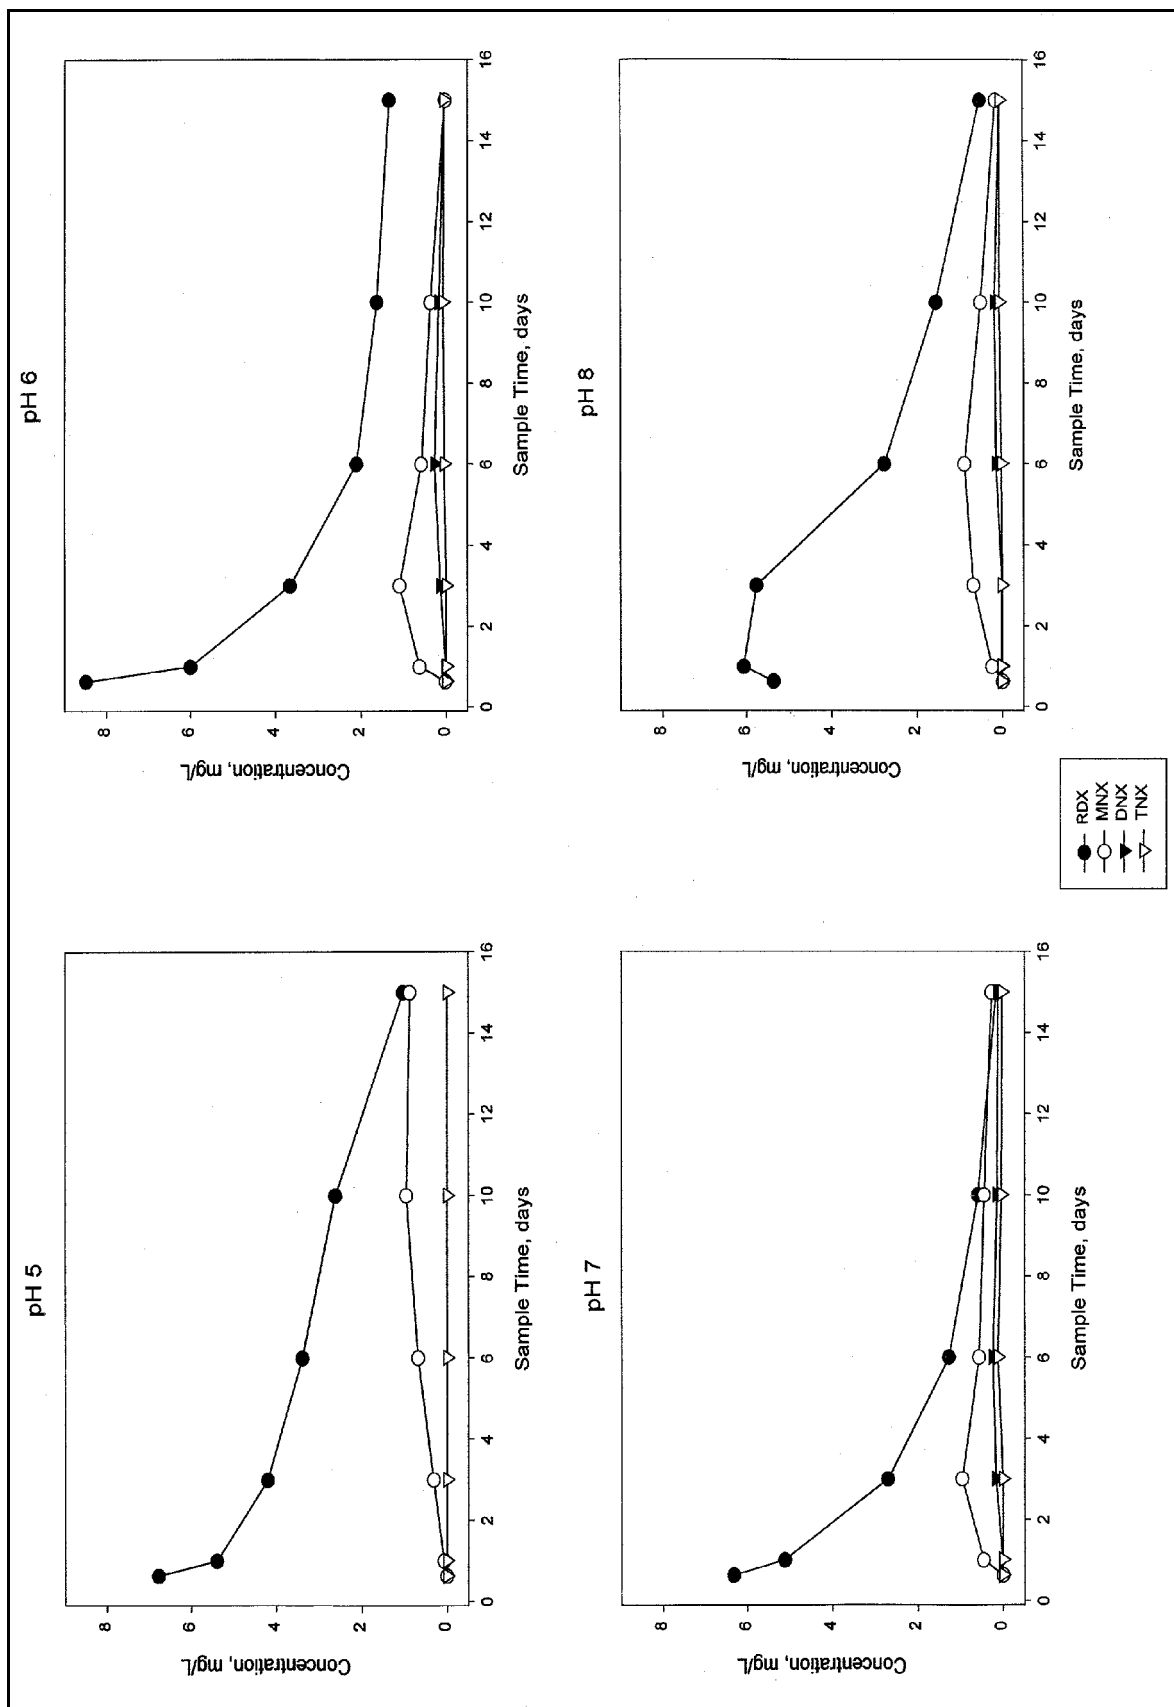 pH 5
Concentration, mg/L
8
6
4
2
0
0 2 4 6 8 10 12 14 16
Sample Time, days
pH 6
Concentration, mg/L
8
6
4
2
0
0 2 4 6 8 10 12 14 16
Sample Time, days
pH 7
Concentration, mg/L
8
6
4
2
0
0 2 4 6 8 10 12 14 16
Sample Time, days
pH 8
Concentration, mg/L
8
6
4
2
0
0 2 4 6 8 10 12 14 16
Sample Time, days
RDX
MNX
DNX
TNX